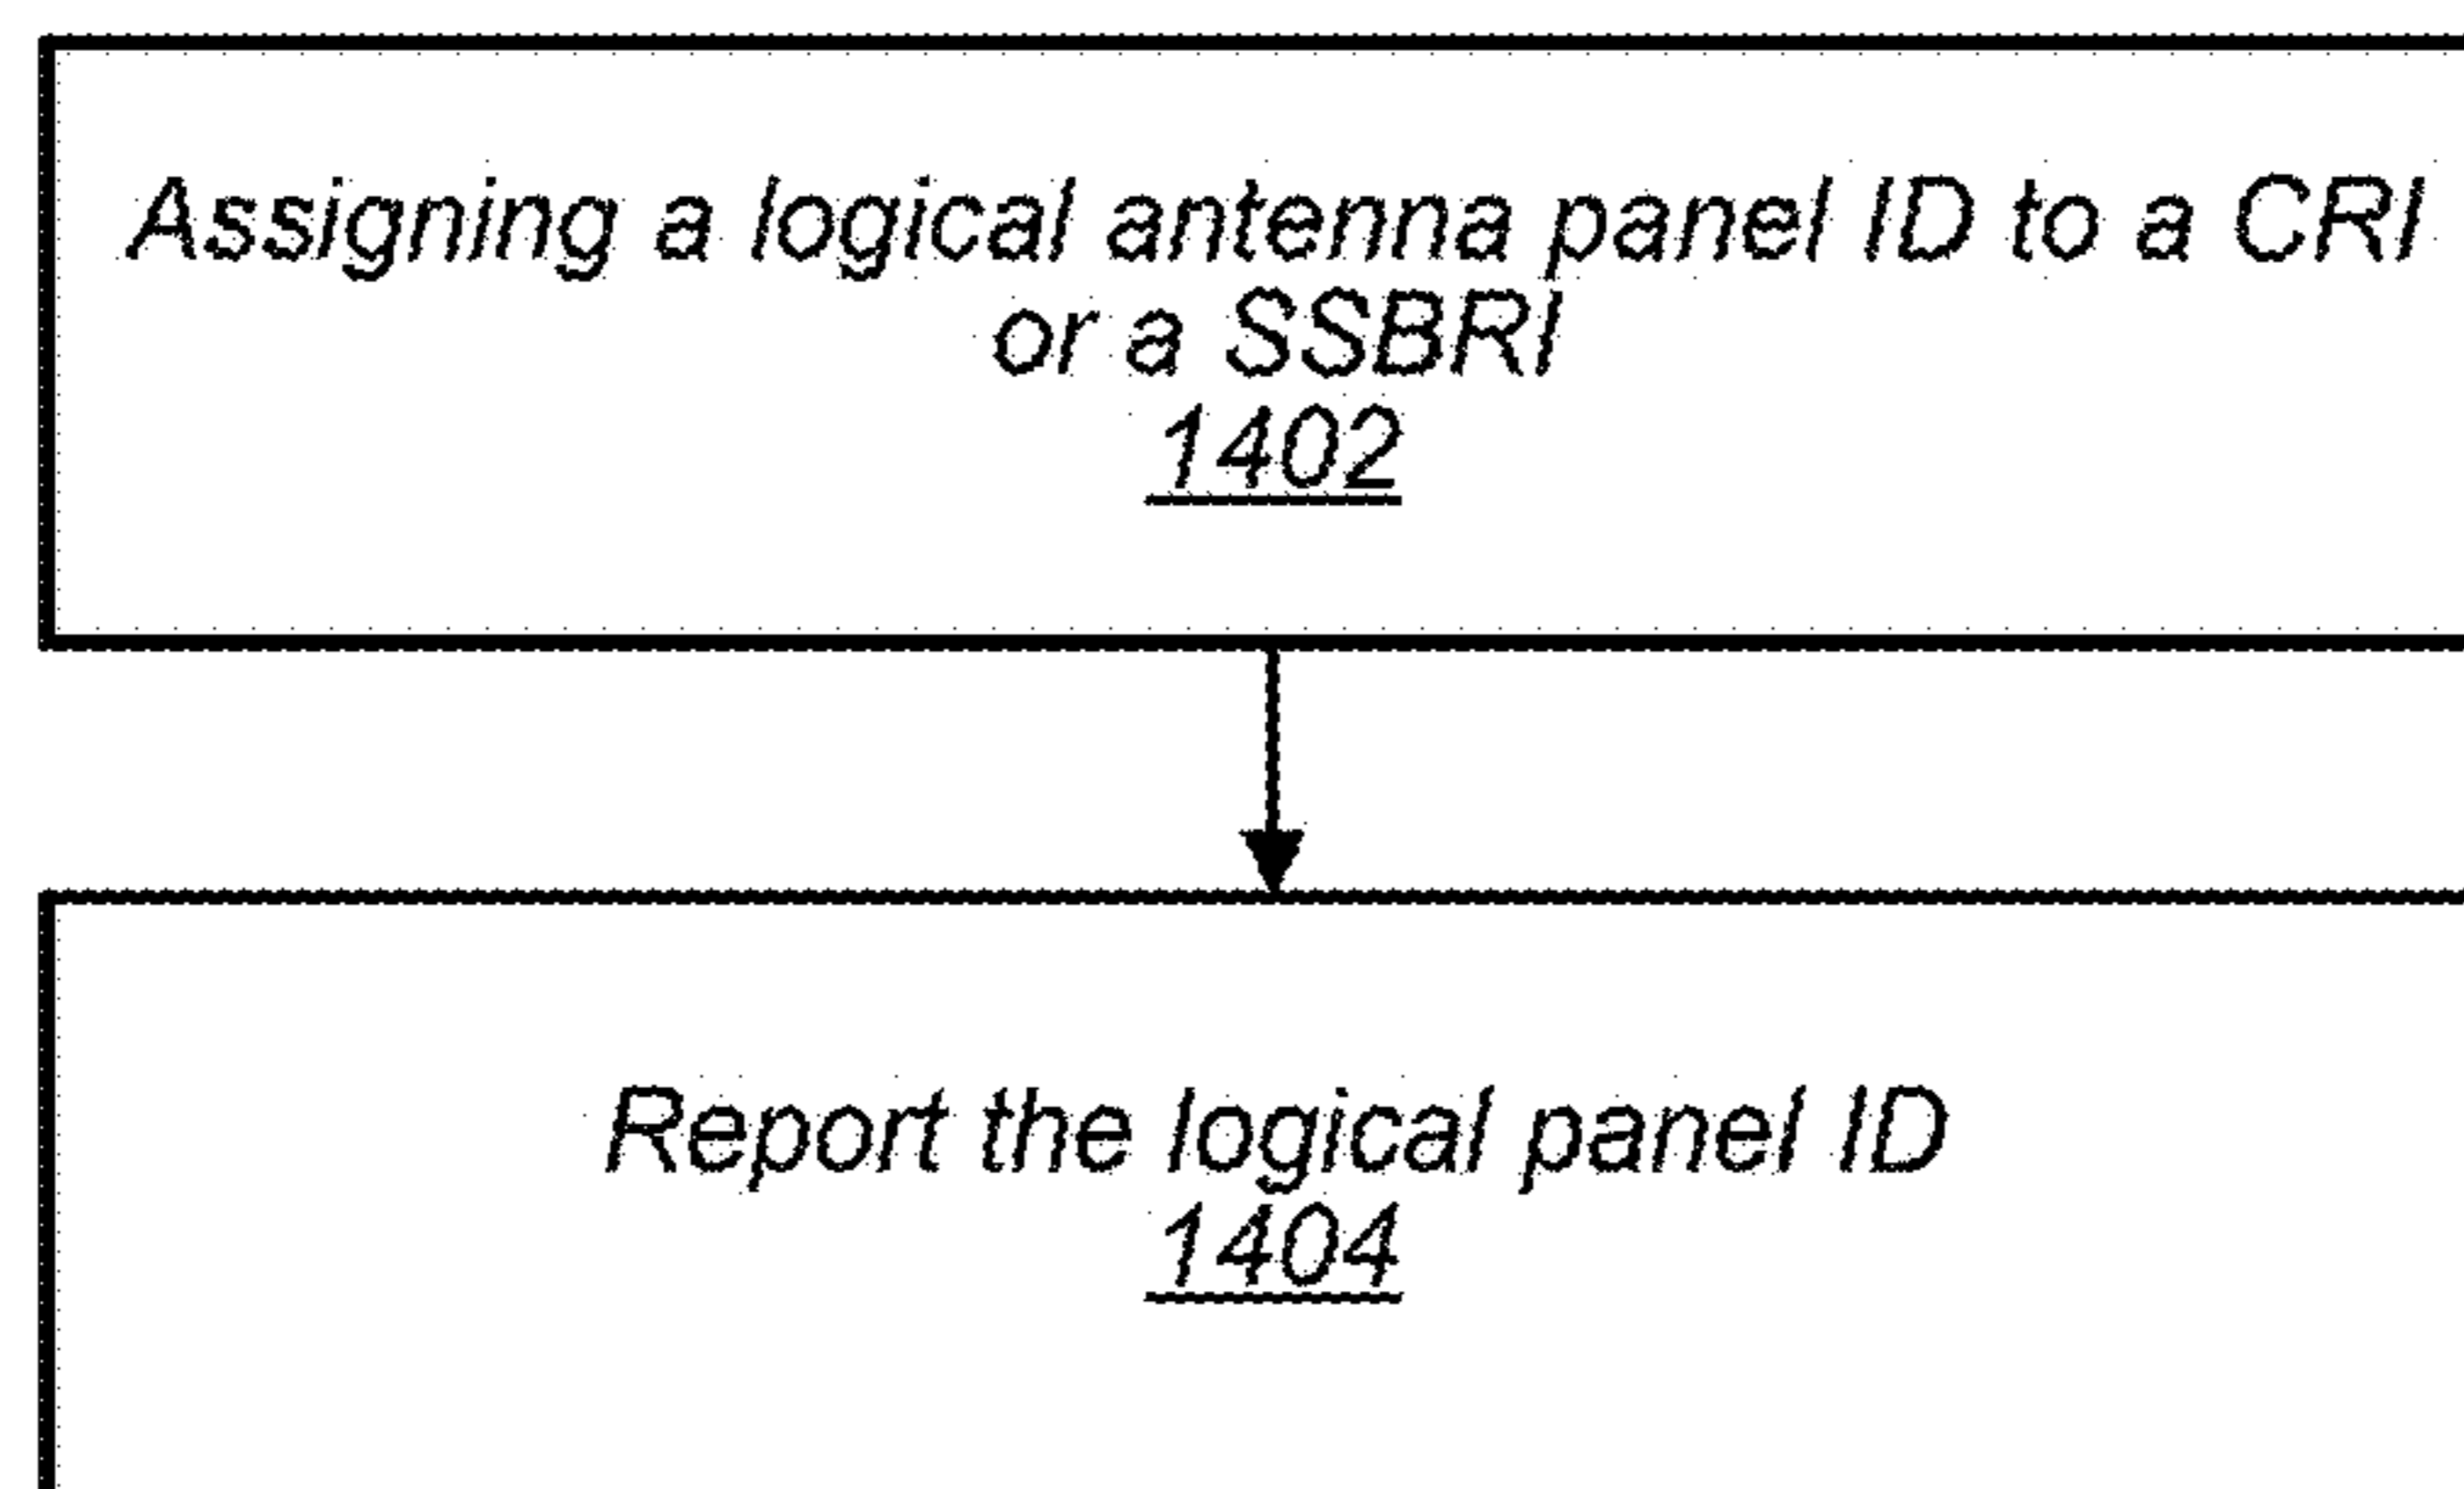 Assigning a logical antenna panel ID to a CRI
or a SSBRI
1402
Report the logical panel ID
1404